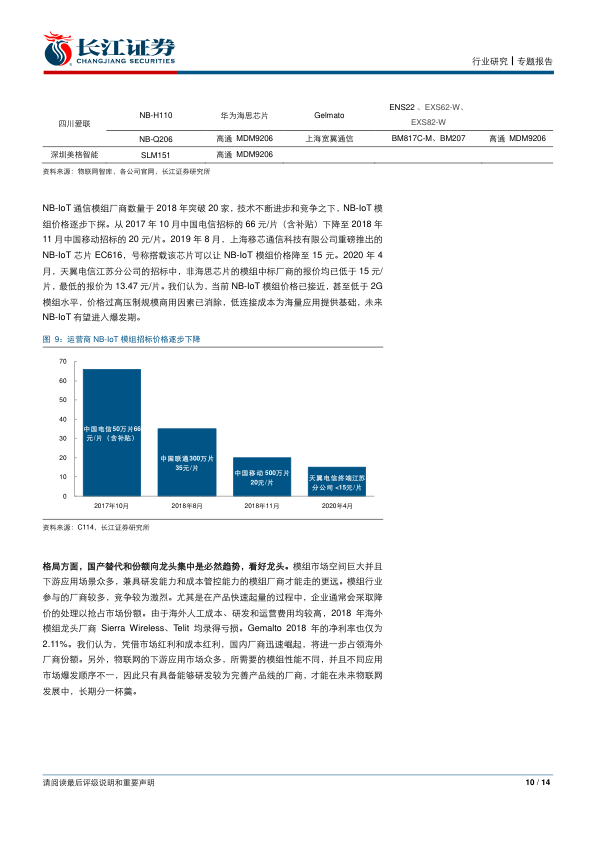 长江证券
CHANGJIANG SECURITIES
行业研究┃专题报告
四川爱联 NB-H110 华为海思芯片 Gelmato ENS22 、EXS62-W、
EXS82-W
NB-Q206 高通 MDM9206 上海宽翼通信 BM817C-M、BM207 高通 MDM9206
深圳美格智能 SLM151 高通 MDM9206
资料来源：物联网智库，各公司官网，长江证券研究所
NB-IoT 通信模组厂商数量于 2018 年突破 20 家，技术不断进步和竞争之下，NB-IoT 模
组价格逐步下探。从 2017 年 10 月中国电信招标的 66 元/片（含补贴）下降至 2018 年
11 月中国移动招标的 20 元/片。2019 年 8 月，上海移芯通信科技有限公司重磅推出的
NB-IoT 芯片 EC616，号称搭载该芯片可以让 NB-IoT 模组价格降至 15 元。2020 年 4
月，天翼电信江苏分公司的招标中，非海思芯片的模组中标厂商的报价均已低于 15 元/
片，最低的报价为 13.47 元/片。我们认为，当前 NB-IoT 模组价格已接近，甚至低于 2G
模组水平，价格过高压制规模商用因素已消除，低连接成本为海量应用提供基础，未来
NB-IoT 有望进入爆发期。
图 9：运营商 NB-IoT 模组招标价格逐步下降
70
60
50
40
30
20
10
0
中国电信50万片66
元/片（含补贴）
中国联通300万片
35元/片
中国移动 500万片
20元/片
天翼电信终端江苏
分公司 <15元/片
2017年10月 2018年8月 2018年11月 2020年4月
资料来源：C114，长江证券研究所
格局方面，国产替代和份额向龙头集中是必然趋势，看好龙头。模组市场空间巨大并且
下游应用场景众多，兼具研发能力和成本管控能力的模组厂商才能走的更远。模组行业
参与的厂商较多，竞争较为激烈。尤其是在产品快速起量的过程中，企业通常会采取降
价的处理以抢占市场份额。由于海外人工成本、研发和运营费用均较高，2018 年海外
模组龙头厂商 Sierra Wireless、Telit 均录得亏损。Gemalto 2018 年的净利率也仅为
2.11%。我们认为，凭借市场红利和成本红利，国内厂商迅速崛起，将进一步占领海外
厂商份额。另外，物联网的下游应用市场众多，所需要的模组性能不同，并且不同应用
市场爆发顺序不一，因此只有具备能够研发较为完善产品线的厂商，才能在未来物联网
发展中，长期分一杯羹。
请阅读最后评级说明和重要声明
10 / 14